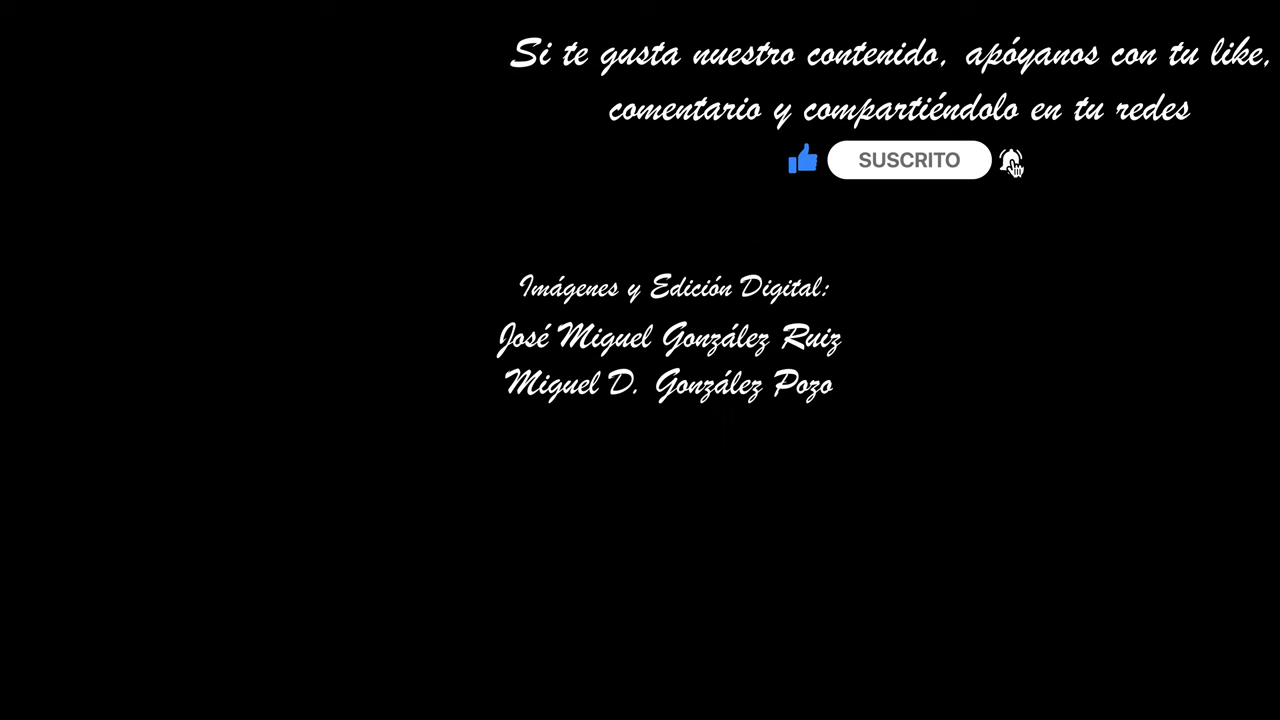 Si te gusta nuestro contenido, apóyanos con tu like,
comentario y compartiéndolo en tu redes
SUSCRITO
Imágenes y Edición Digital:
José Miguel González Ruiz
Miguel D. González Pozo